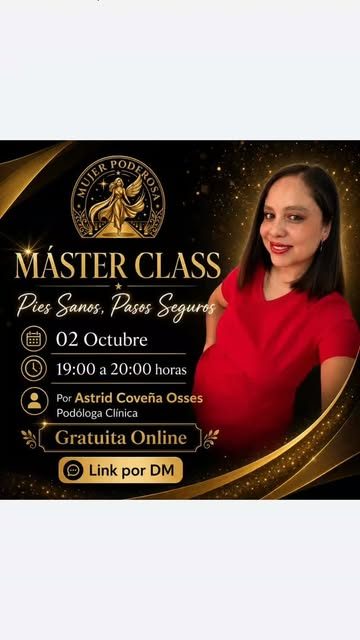 MUJER PODEROSA
MÁSTER CLASS
Pies Sanos, Pasos Seguros
02 Octubre
19:00 a 20:00 horas
Por Astrid Coveña Osses
Podóloga Clínica
Gratuita Online
Link por DM